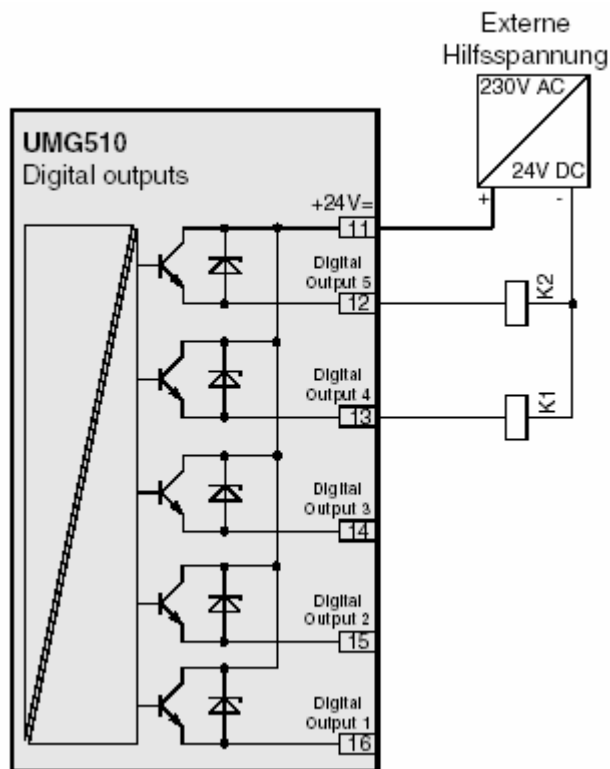 Externe
Hilfsspannung
230V AC
24V DC
+ -
UMG510
Digital outputs
+24V=
11
Digital
Output 5
12
K2
Digital
Output 4
13
K1
Digital
Output 3
14
Digital
Output 2
15
Digital
Output 1
16